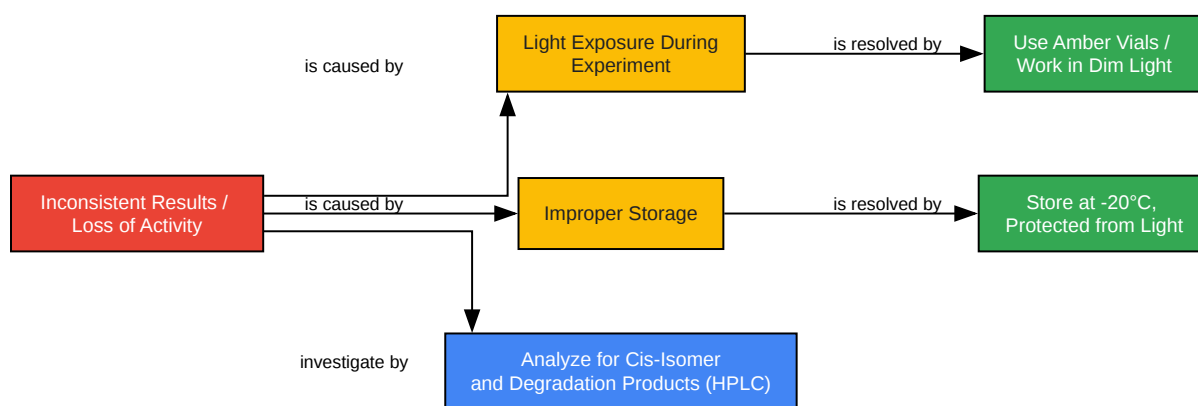 Light Exposure During
Experiment
is caused by
is resolved by
Use Amber Vials /
Work in Dim Light
Inconsistent Results /
Loss of Activity
is caused by
Improper Storage
is resolved by
Store at -20°C,
Protected from Light
investigate by
Analyze for Cis-Isomer
and Degradation Products (HPLC)